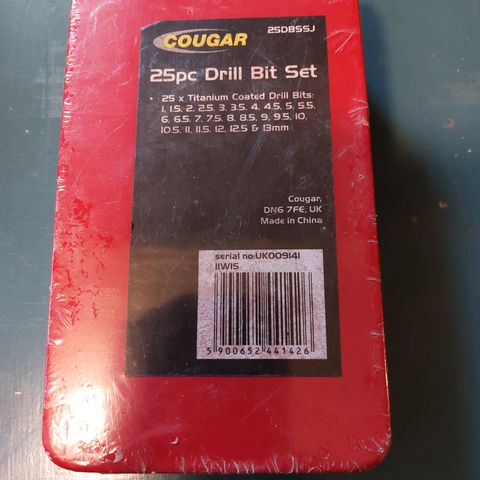 COUGAR
25DBSSJ
25pc Drill Bit Set
• 25 x Titanium Coated Drill Bits:
1, 1.5, 2, 2.5, 3, 3.5, 4, 4.5, 5, 5.5,
6, 6.5, 7, 7.5, 8, 8.5, 9, 9.5, 10,
10.5, 11, 11.5, 12, 12.5 & 13mm
Cougar,
DN6 7FE, UK
Made in China
serial no:UK009141
11W15
5 900652 441426